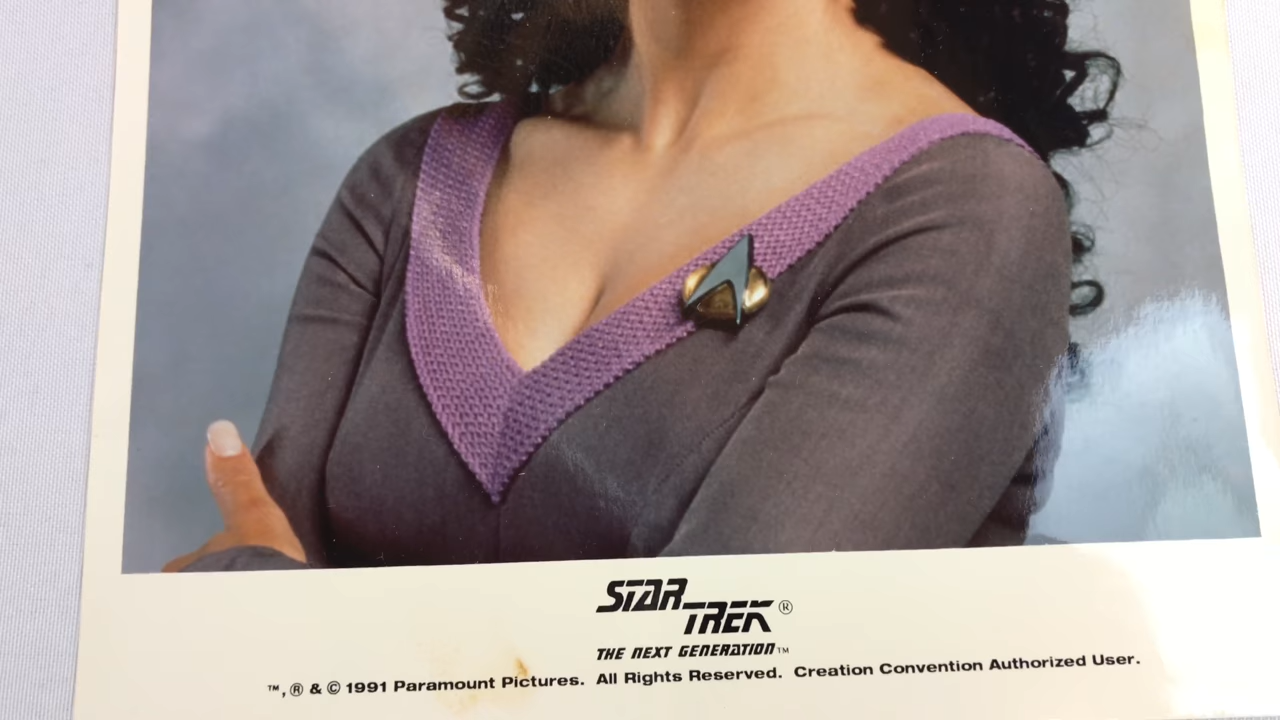 STAR
TREK®
THE NEXT GENERATION™
™, ® & © 1991 Paramount Pictures. All Rights Reserved. Creation Convention Authorized User.